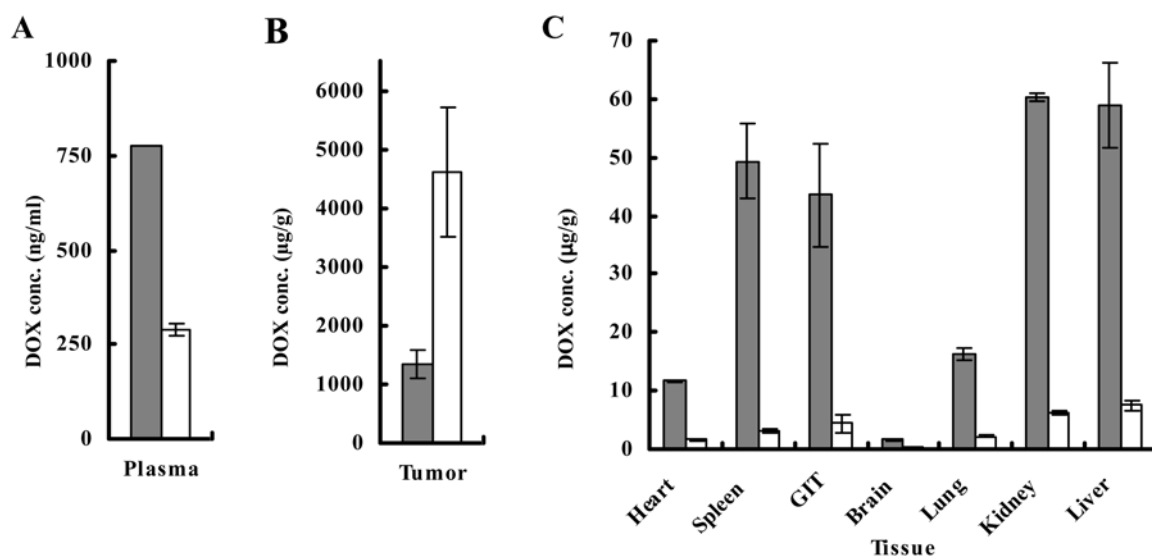 A
DOX conc. (ng/ml)
1000
750
500
250
0
Plasma
B
DOX conc. (µg/g)
6000
5000
4000
3000
2000
1000
0
Tumor
C
DOX conc. (µg/g)
70
60
50
40
30
20
10
0
Heart
Spleen
GIT
Brain
Lung
Kidney
Liver
Tissue